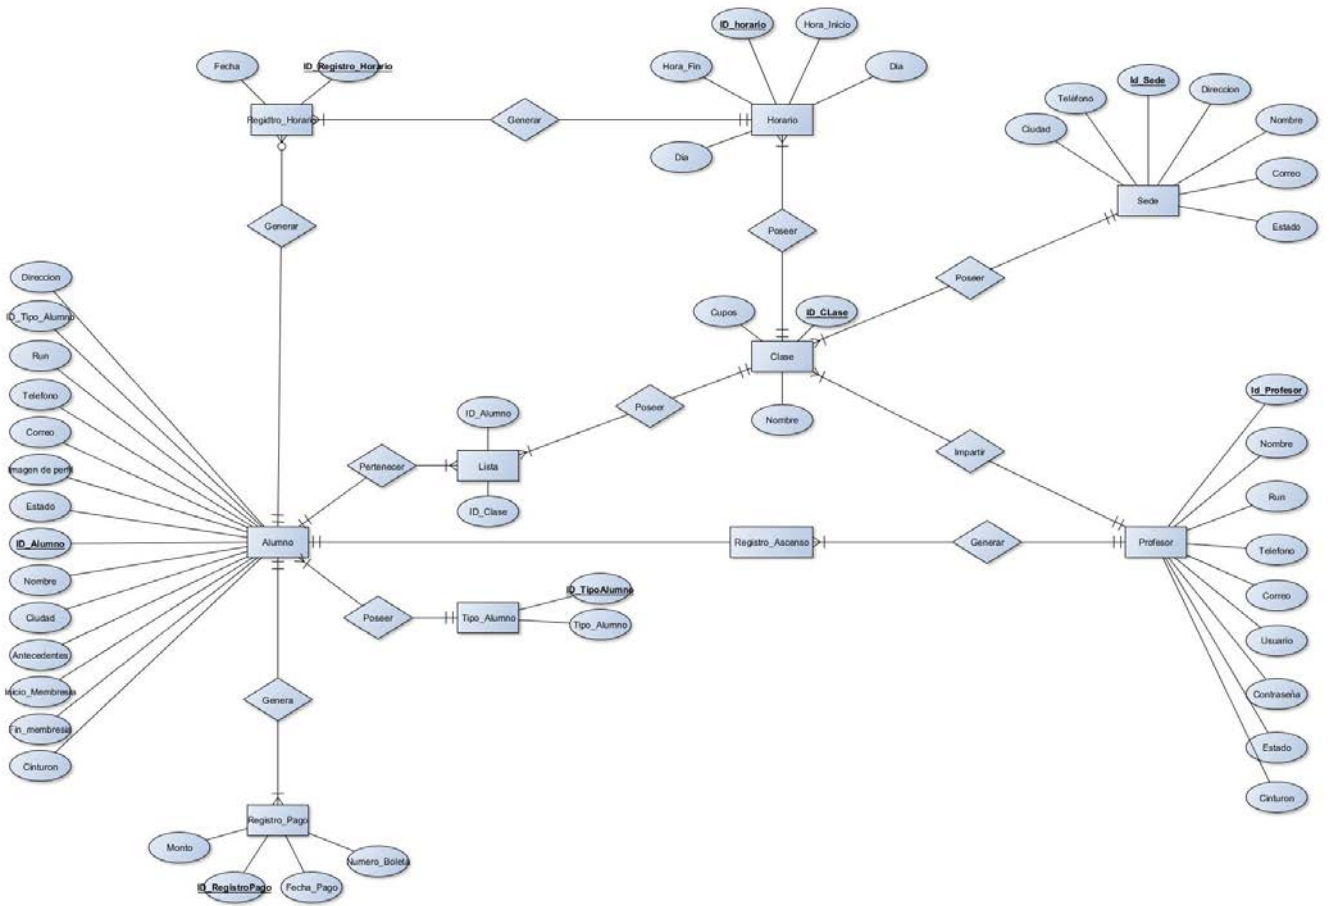 ID_horario
Hora_Inicio
Fecha
ID_Registro_Horario
Hora_Fin
Dia
Id_Sede
Teléfono
Direccion
Ciudad
Nombre
Regidtro_Horario
Generar
Horario
Dia
Correo
Sede
Estado
Generar
Poseer
Poseer
Direccion
ID_Tipo_Alumno
Cupos
ID_CLase
Run
Clase
Telefono
Poseer
Id_Profesor
ID_Alumno
Nombre
Correo
Nombre
Impartir
Imagen de perfil
Pertenecer
Lista
Run
Estado
ID_Clase
ID_Alumno
Alumno
Registro_Ascenso
Generar
Profesor
Telefono
Nombre
ID_TipoAlumno
Correo
Ciudad
Poseer
Tipo_Alumno
Tipo_Alumno
Usuario
Antecedentes
Inicio_Membresia
Genera
Contraseña
Fin_membresia
Estado
Cinturon
Cinturon
Registro_Pago
Monto
Numero_Boleta
ID_RegistroPago
Fecha_Pago